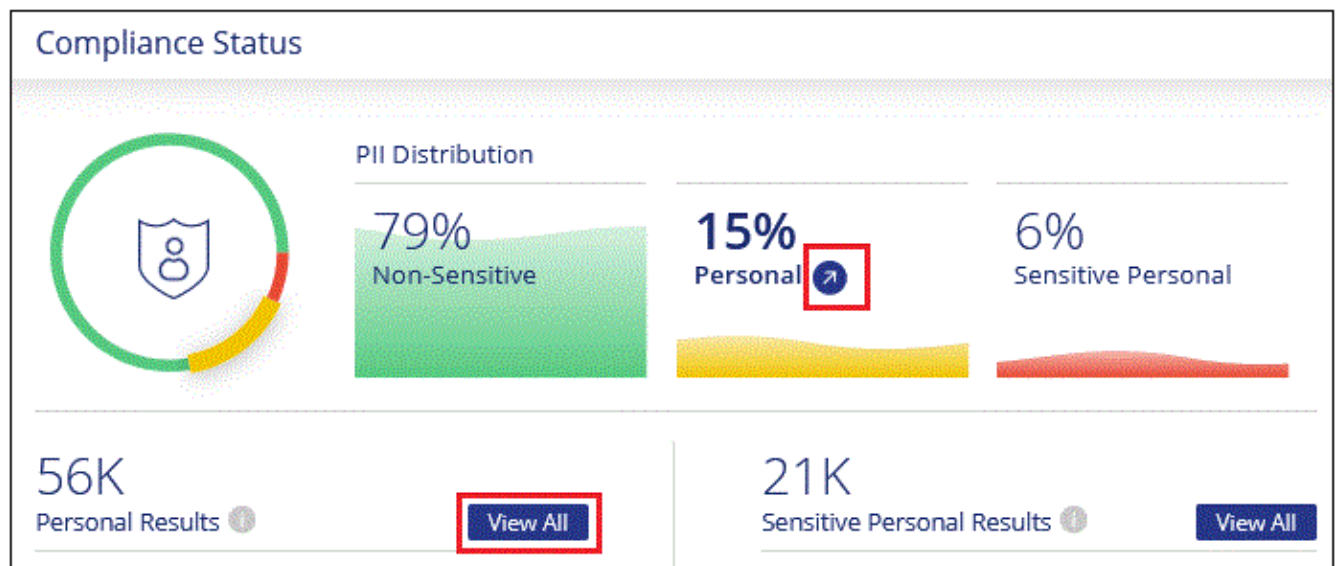 Compliance Status
PII Distribution
79%
Non-Sensitive
15%
Personal
6%
Sensitive Personal
56K
Personal Results
View All
21K
Sensitive Personal Results
View All